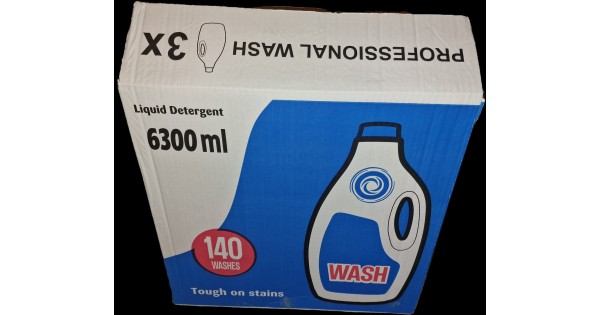 PROFESSIONAL WASH 3X
Liquid Detergent
6300 ml
140
WASHES
WASH
Tough on stains